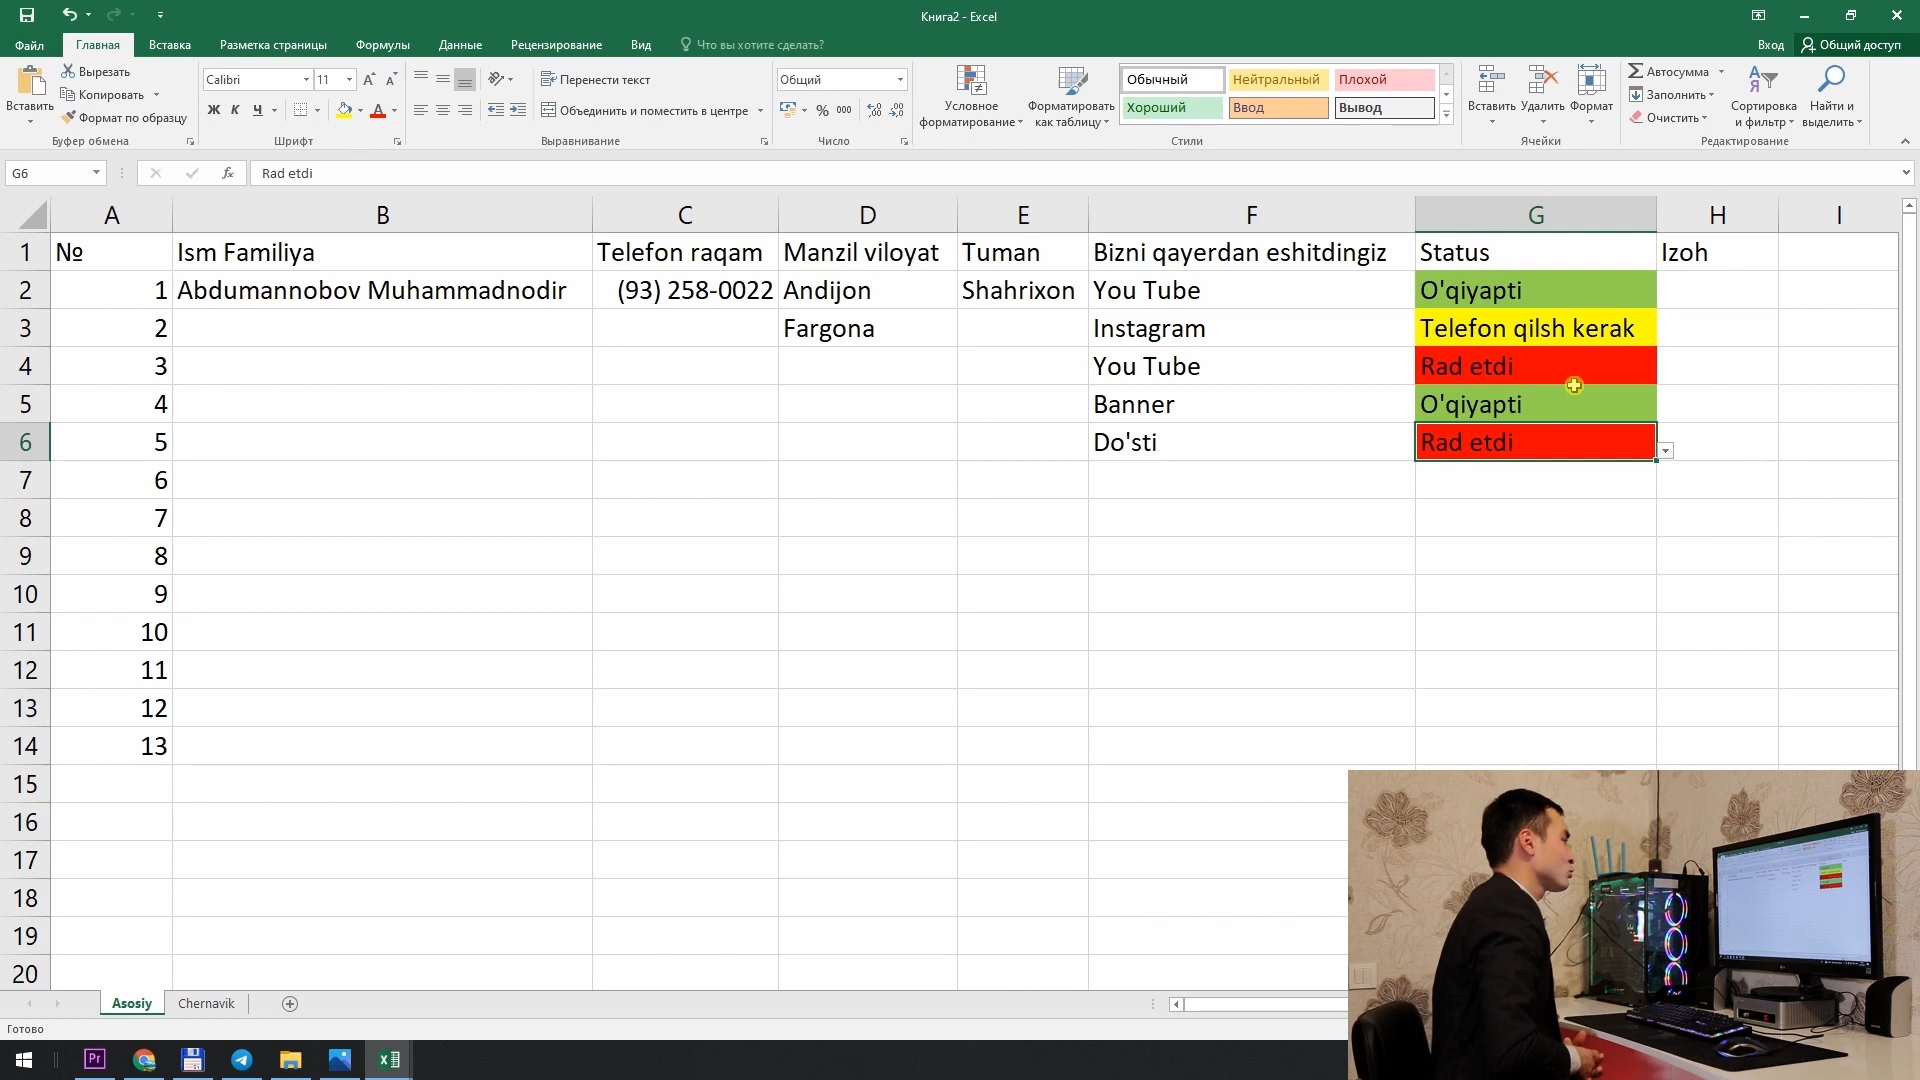 Книга2 - Excel
Файл Главная Вставка Разметка страницы Формулы Данные Рецензирование Вид Что вы хотите сделать? Вход Общий доступ
Вставить
Вырезать
Копировать
Формат по образцу
Буфер обмена
Calibri 11
Ж К Ч
Шрифт
Перенести текст
Объединить и поместить в центре
Выравнивание
Общий
% 000
Число
Условное форматирование
Форматировать как таблицу
Обычный Нейтральный Плохой
Хороший Ввод Вывод
Стили
Вставить Удалить Формат
Ячейки
Автосумма
Заполнить
Очистить
Сортировка и фильтр
Найти и выделить
Редактирование
G6 fx Rad etdi
A B C D E F G H I
1 № Ism Familiya Telefon raqam Manzil viloyat Tuman Bizni qayerdan eshitdingiz Status Izoh
2 1 Abdumannobov Muhammadnodir (93) 258-0022 Andijon Shahrixon You Tube O'qiyapti
3 2 Fargona Instagram Telefon qilsh kerak
4 3 You Tube Rad etdi
5 4 Banner O'qiyapti
6 5 Do'sti Rad etdi
7 6
8 7
9 8
10 9
11 10
12 11
13 12
14 13
15
16
17
18
19
20
Asosiy Chernavik
Готово
Pr